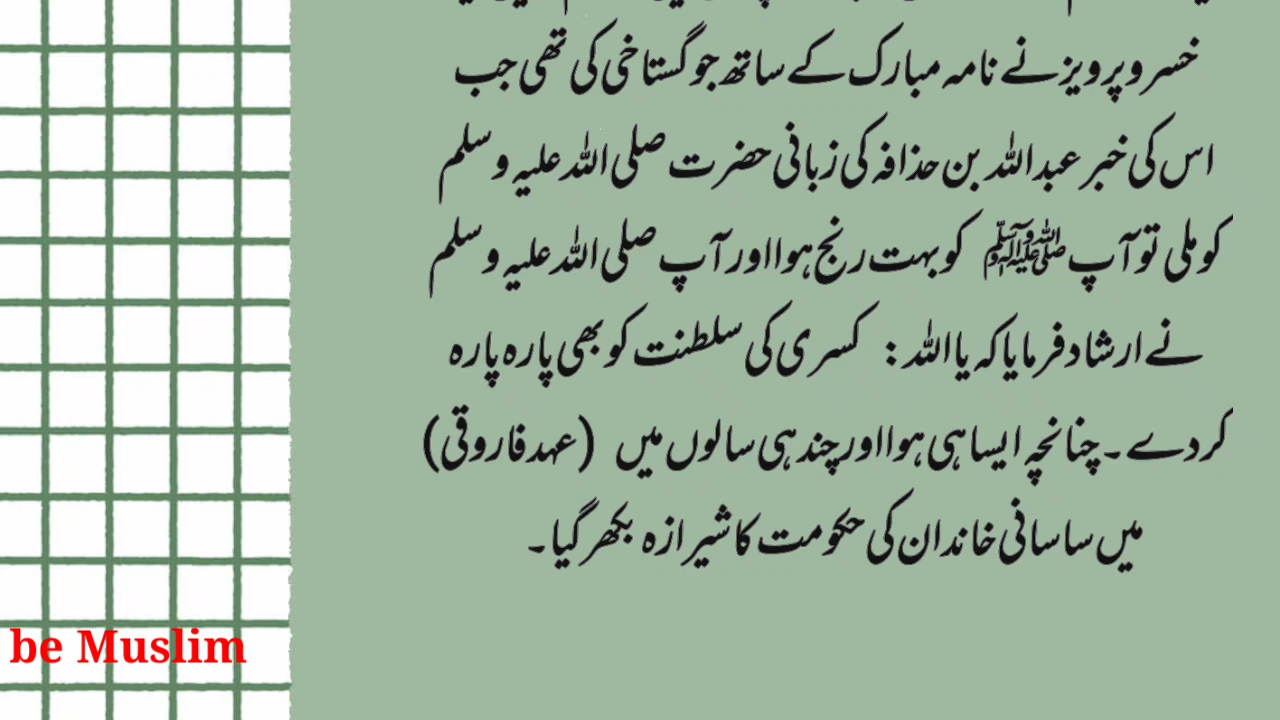 خسرو پرویز نے نامہ مبارک کے ساتھ جو گستاخی کی تھی جب
اس کی خبر عبداللہ بن حذافہ کی زبانی حضرت صلی اللہ علیہ وسلم
کو ملی تو آپ ﷺ کو بہت رنج ہوا اور آپ صلی اللہ علیہ وسلم
نے ارشاد فرمایا کہ یا اللہ : کسری کی سلطنت کو بھی پارہ پارہ
کر دے ۔ چنانچہ ایسا ہی ہوا اور چند ہی سالوں میں (عہد فاروقی)
میں ساسانی خاندان کی حکومت کا شیرازہ بکھر گیا ۔
be Muslim